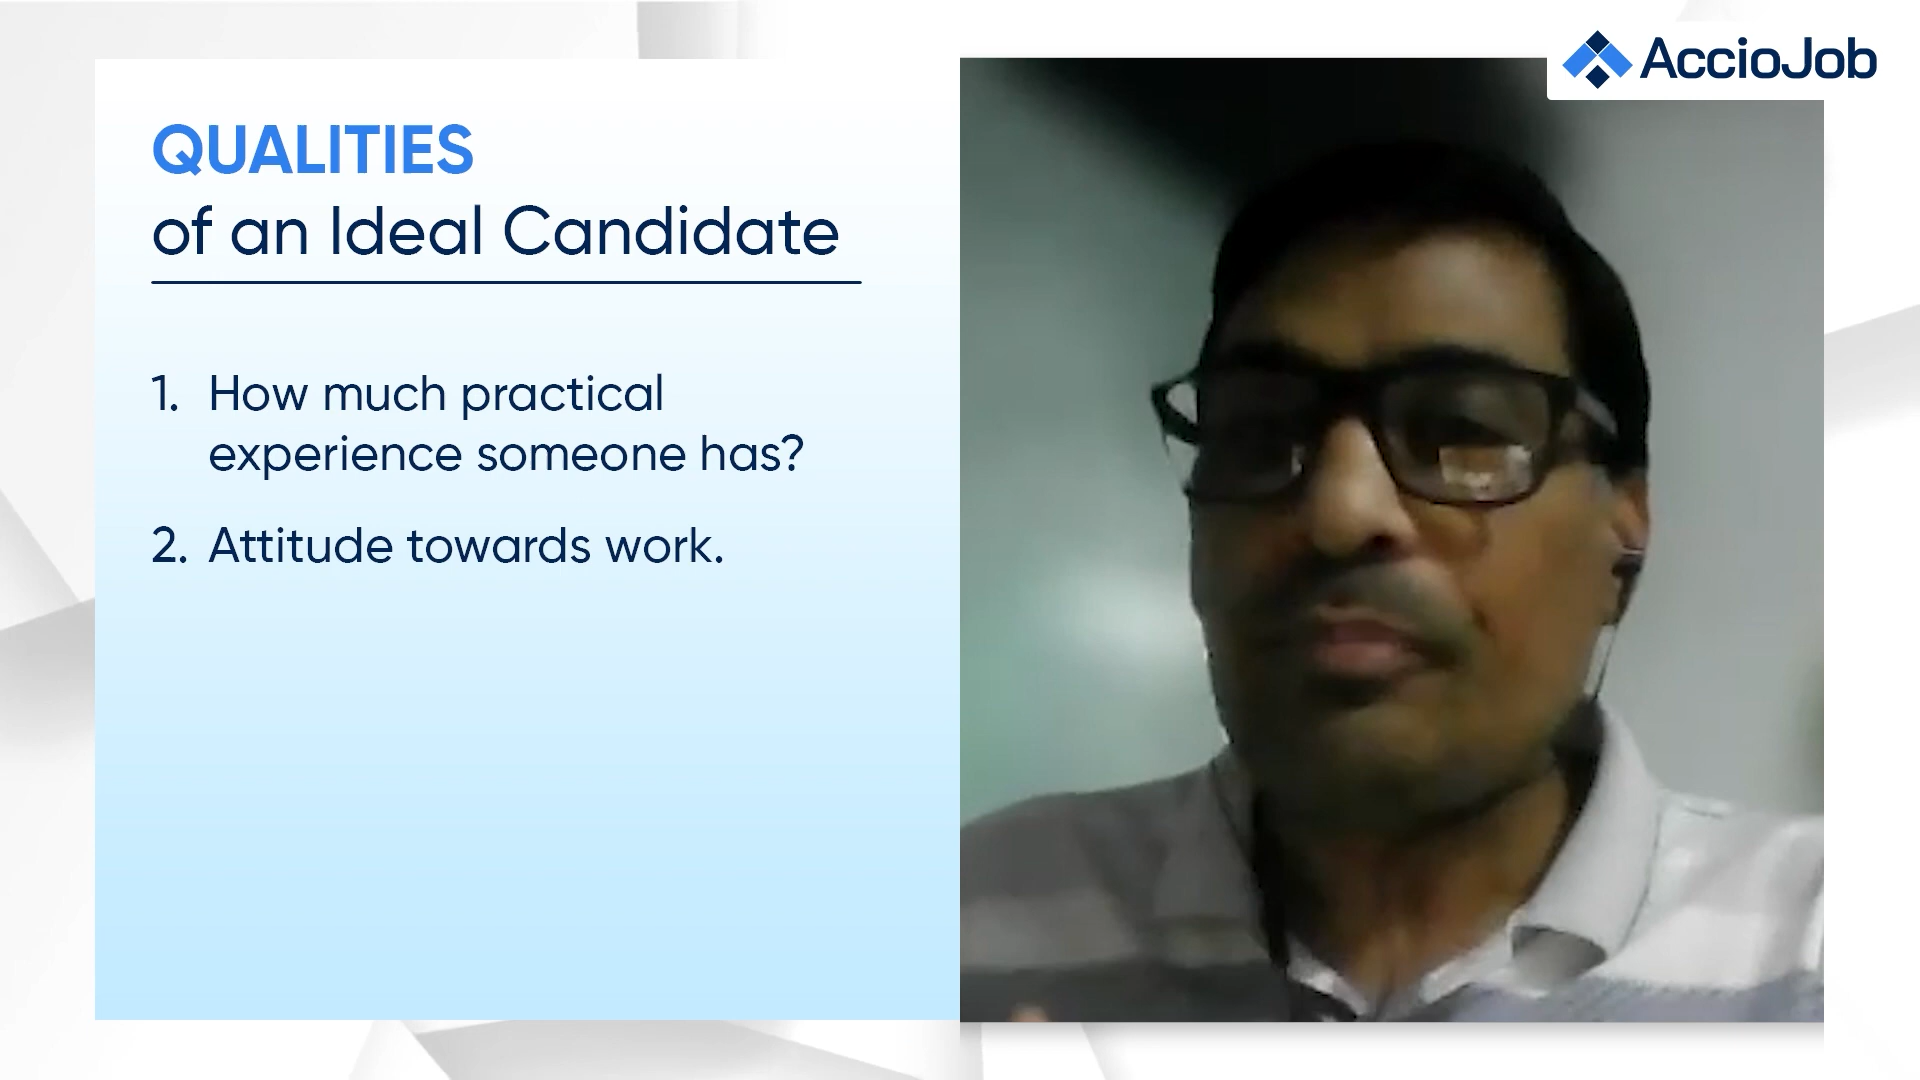 AccioJob
QUALITIES
of an Ideal Candidate
1. How much practical
experience someone has?
2. Attitude towards work.